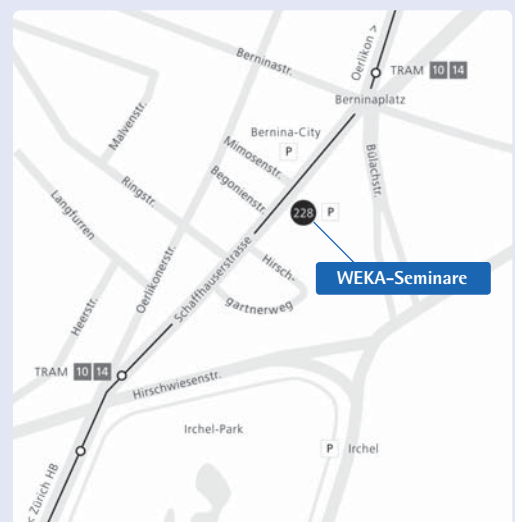 Oerlikon >
TRAM 10 14
Berninastr.
Berninaplatz
Bernina-City
P
Malvenstr.
Mimosenstr.
Bülachstr.
Begonienstr.
Ringstr.
Langfurren
228 P
WEKA-Seminare
Oerlikonerstr.
Schaffhauserstrasse
Hirsch-
gartnerweg
Heerstr.
TRAM 10 14
Hirschwiesenstr.
Irchel-Park
P Irchel
< Zürich HB